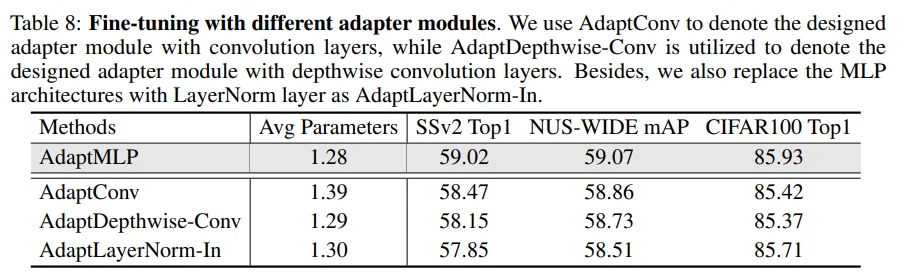 Table 8: Fine-tuning with different adapter modules. We use AdaptConv to denote the designed
adapter module with convolution layers, while AdaptDepthwise-Conv is utilized to denote the
designed adapter module with depthwise convolution layers. Besides, we also replace the MLP
architectures with LayerNorm layer as AdaptLayerNorm-In.
Methods Avg Parameters SSv2 Top1 NUS-WIDE mAP CIFAR100 Top1
AdaptMLP 1.28 59.02 59.07 85.93
AdaptConv 1.39 58.47 58.86 85.42
AdaptDepthwise-Conv 1.29 58.15 58.73 85.37
AdaptLayerNorm-In 1.30 57.85 58.51 85.71